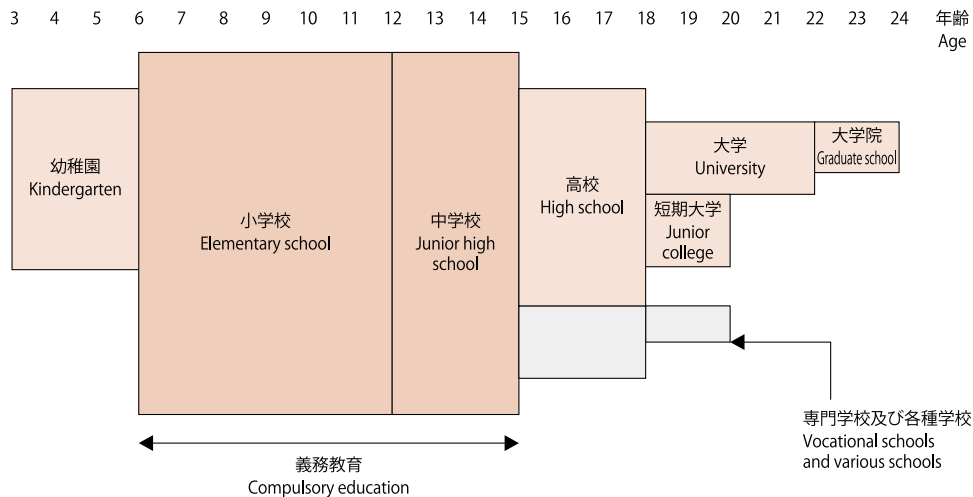 3 4 5 6 7 8 9 10 11 12 13 14 15 16 17 18 19 20 21 22 23 24 年齢
Age
幼稚園
Kindergarten
小学校
Elementary school
中学校
Junior high
school
高校
High school
大学
University
大学院
Graduate school
短期大学
Junior
college
専門学校及び各種学校
Vocational schools
and various schools
義務教育
Compulsory education